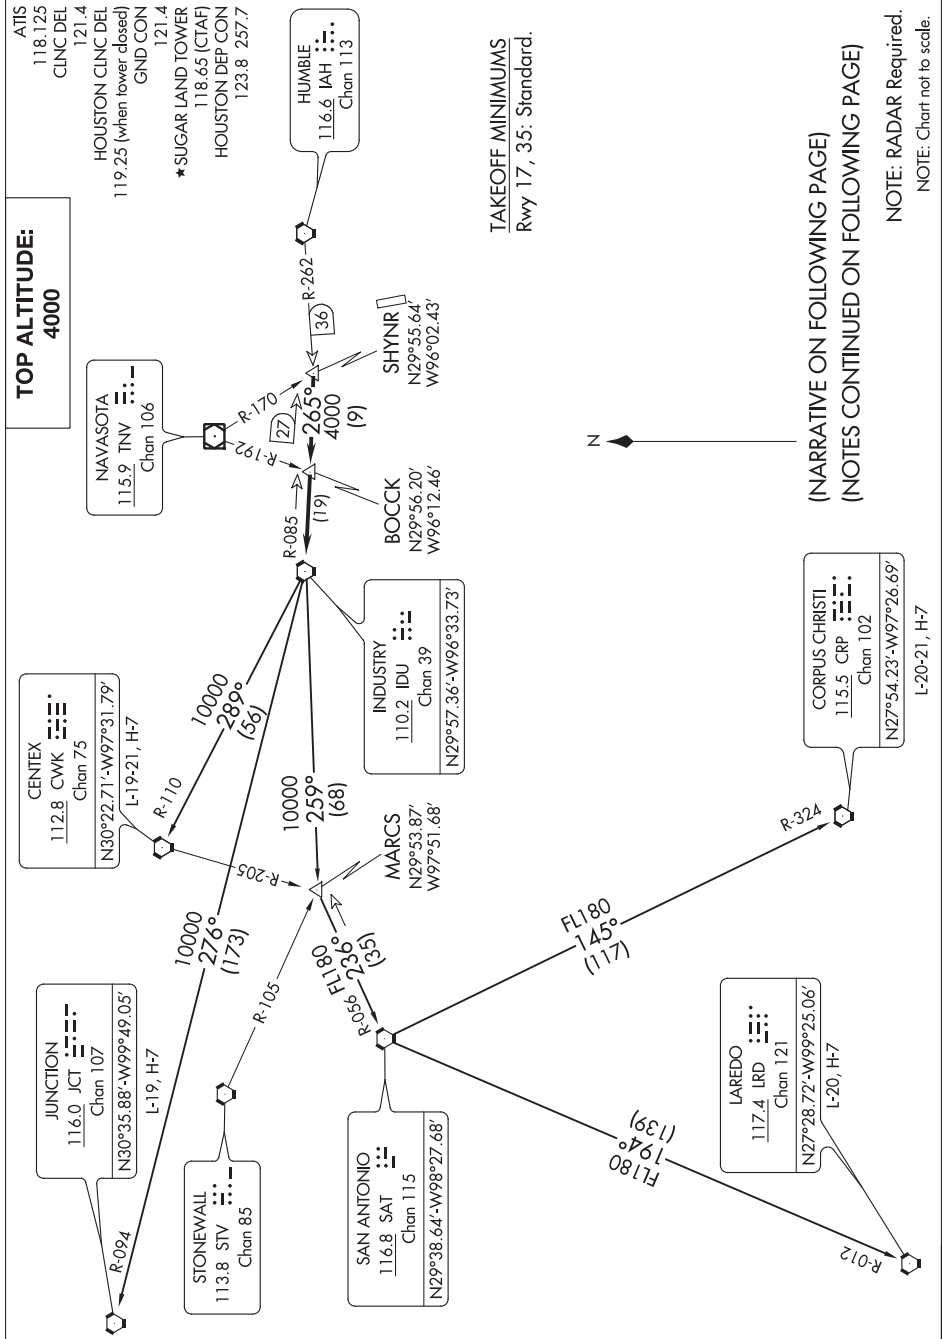 ATIS
118.125
CLNC DEL
121.4
HOUSTON CLNC DEL
119.25 (when tower closed)
GND CON
121.4
★ SUGAR LAND TOWER
118.65 (CTAF)
HOUSTON DEP CON
123.8 257.7
TOP ALTITUDE:
4000
HUMBLE
116.6 IAH
Chan 113
TAKEOFF MINIMUMS
Rwy 17, 35: Standard.
NAVASOTA
115.9 TNV
Chan 106
R-262
36
SHYNR
N29°55.64'
W96°02.43'
R-170
R-192
27
265°
4000
(9)
BOCCK
N29°56.20'
W96°12.46'
R-085
(19)
N
CENTEX
112.8 CWK
Chan 75
N30°22.71'-W97°31.79'
L-19-21, H-7
10000
289°
(56)
R-110
INDUSTRY
110.2 IDU
Chan 39
N29°57.36'-W96°33.73'
10000
259°
(68)
R-205
MARCS
N29°53.87'
W97°51.68'
10000
276°
(173)
JUNCTION
116.0 JCT
Chan 107
N30°35.88'-W99°49.05'
L-19, H-7
R-094
R-105
STONEWALL
113.8 STV
Chan 85
FL180
236°
(35)
R-056
SAN ANTONIO
116.8 SAT
Chan 115
N29°38.64'-W98°27.68'
FL180
145°
(117)
R-324
CORPUS CHRISTI
115.5 CRP
Chan 102
N27°54.23'-W97°26.69'
L-20-21, H-7
FL180
194°
(139)
R-012
LAREDO
117.4 LRD
Chan 121
N27°28.72'-W99°25.06'
L-20, H-7
(NARRATIVE ON FOLLOWING PAGE)
(NOTES CONTINUED ON FOLLOWING PAGE)
NOTE: RADAR Required.
NOTE: Chart not to scale.